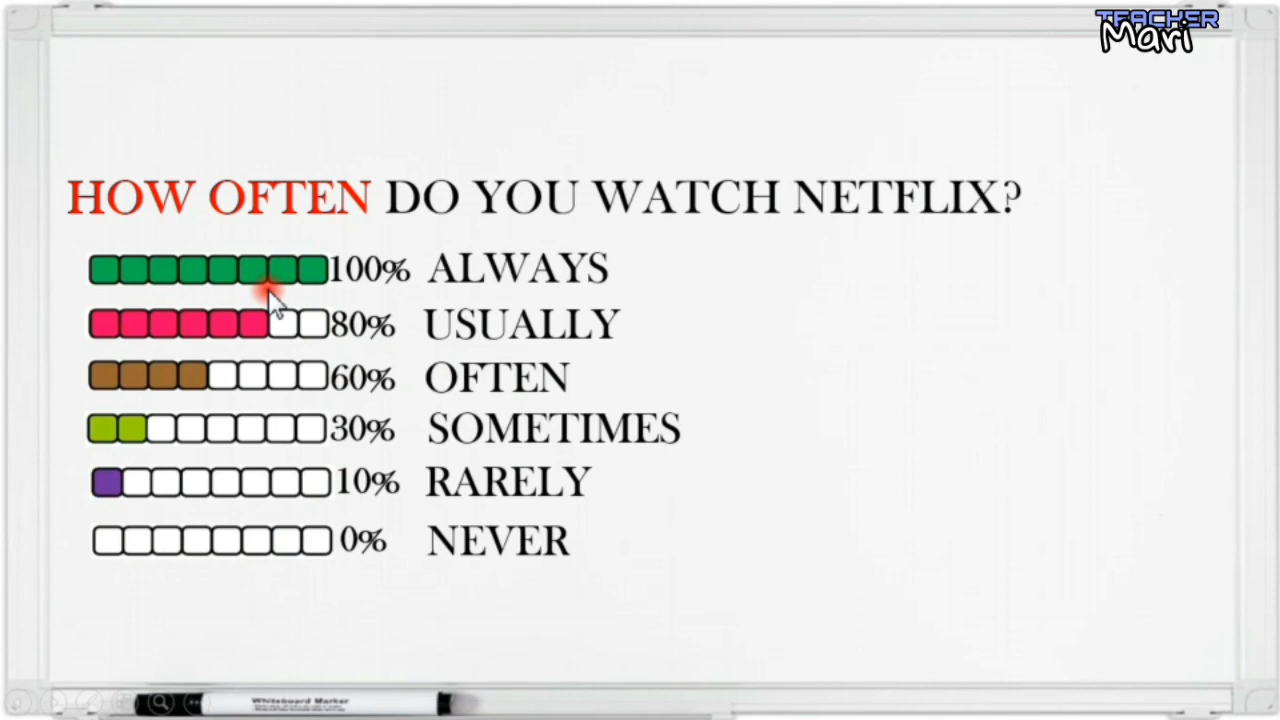 TEACHER
Mari
HOW OFTEN DO YOU WATCH NETFLIX?
100% ALWAYS
80% USUALLY
60% OFTEN
30% SOMETIMES
10% RARELY
0% NEVER
Whiteboard Marker